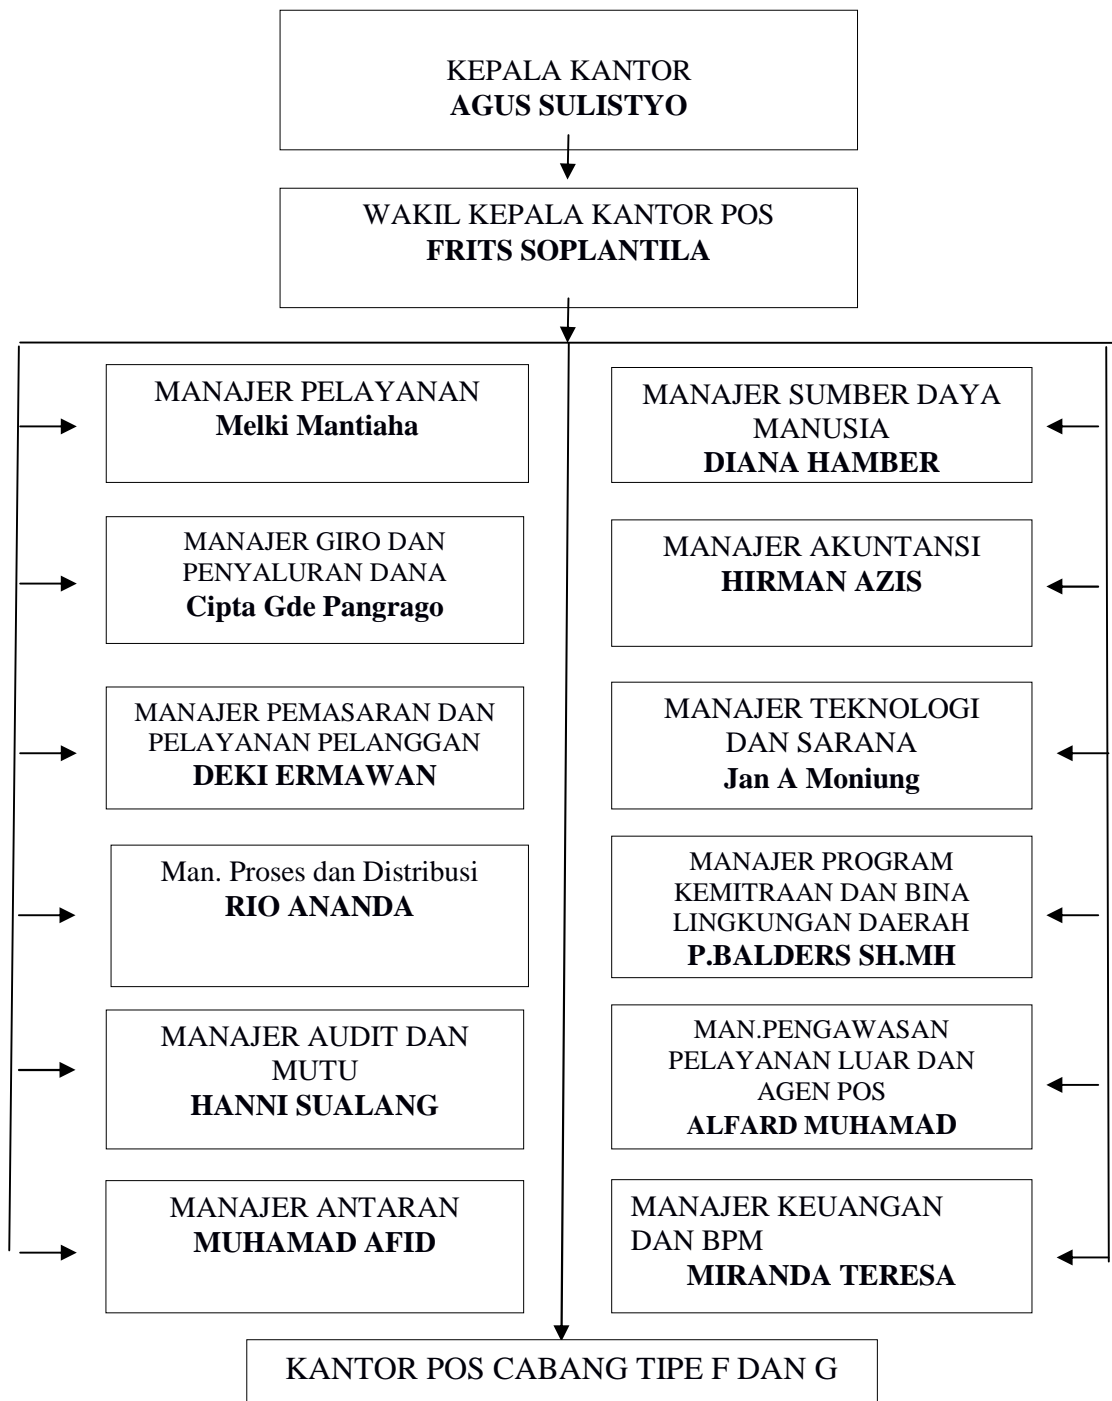 KEPALA KANTOR
AGUS SULISTYO
WAKIL KEPALA KANTOR POS
FRITS SOPLANTILA
MANAJER PELAYANAN
Melki Mantiaha
MANAJER SUMBER DAYA
MANUSIA
DIANA HAMBER
MANAJER GIRO DAN
PENYALURAN DANA
Cipta Gde Pangrago
MANAJER AKUNTANSI
HIRMAN AZIS
MANAJER PEMASARAN DAN
PELAYANAN PELANGGAN
DEKI ERMAWAN
MANAJER TEKNOLOGI
DAN SARANA
Jan A Moniung
Man. Proses dan Distribusi
RIO ANANDA
MANAJER PROGRAM
KEMITRAAN DAN BINA
LINGKUNGAN DAERAH
P.BALDERS SH.MH
MANAJER AUDIT DAN
MUTU
HANNI SUALANG
MAN.PENGAWASAN
PELAYANAN LUAR DAN
AGEN POS
ALFARD MUHAMAD
MANAJER ANTARAN
MUHAMAD AFID
MANAJER KEUANGAN
DAN BPM
MIRANDA TERESA
KANTOR POS CABANG TIPE F DAN G